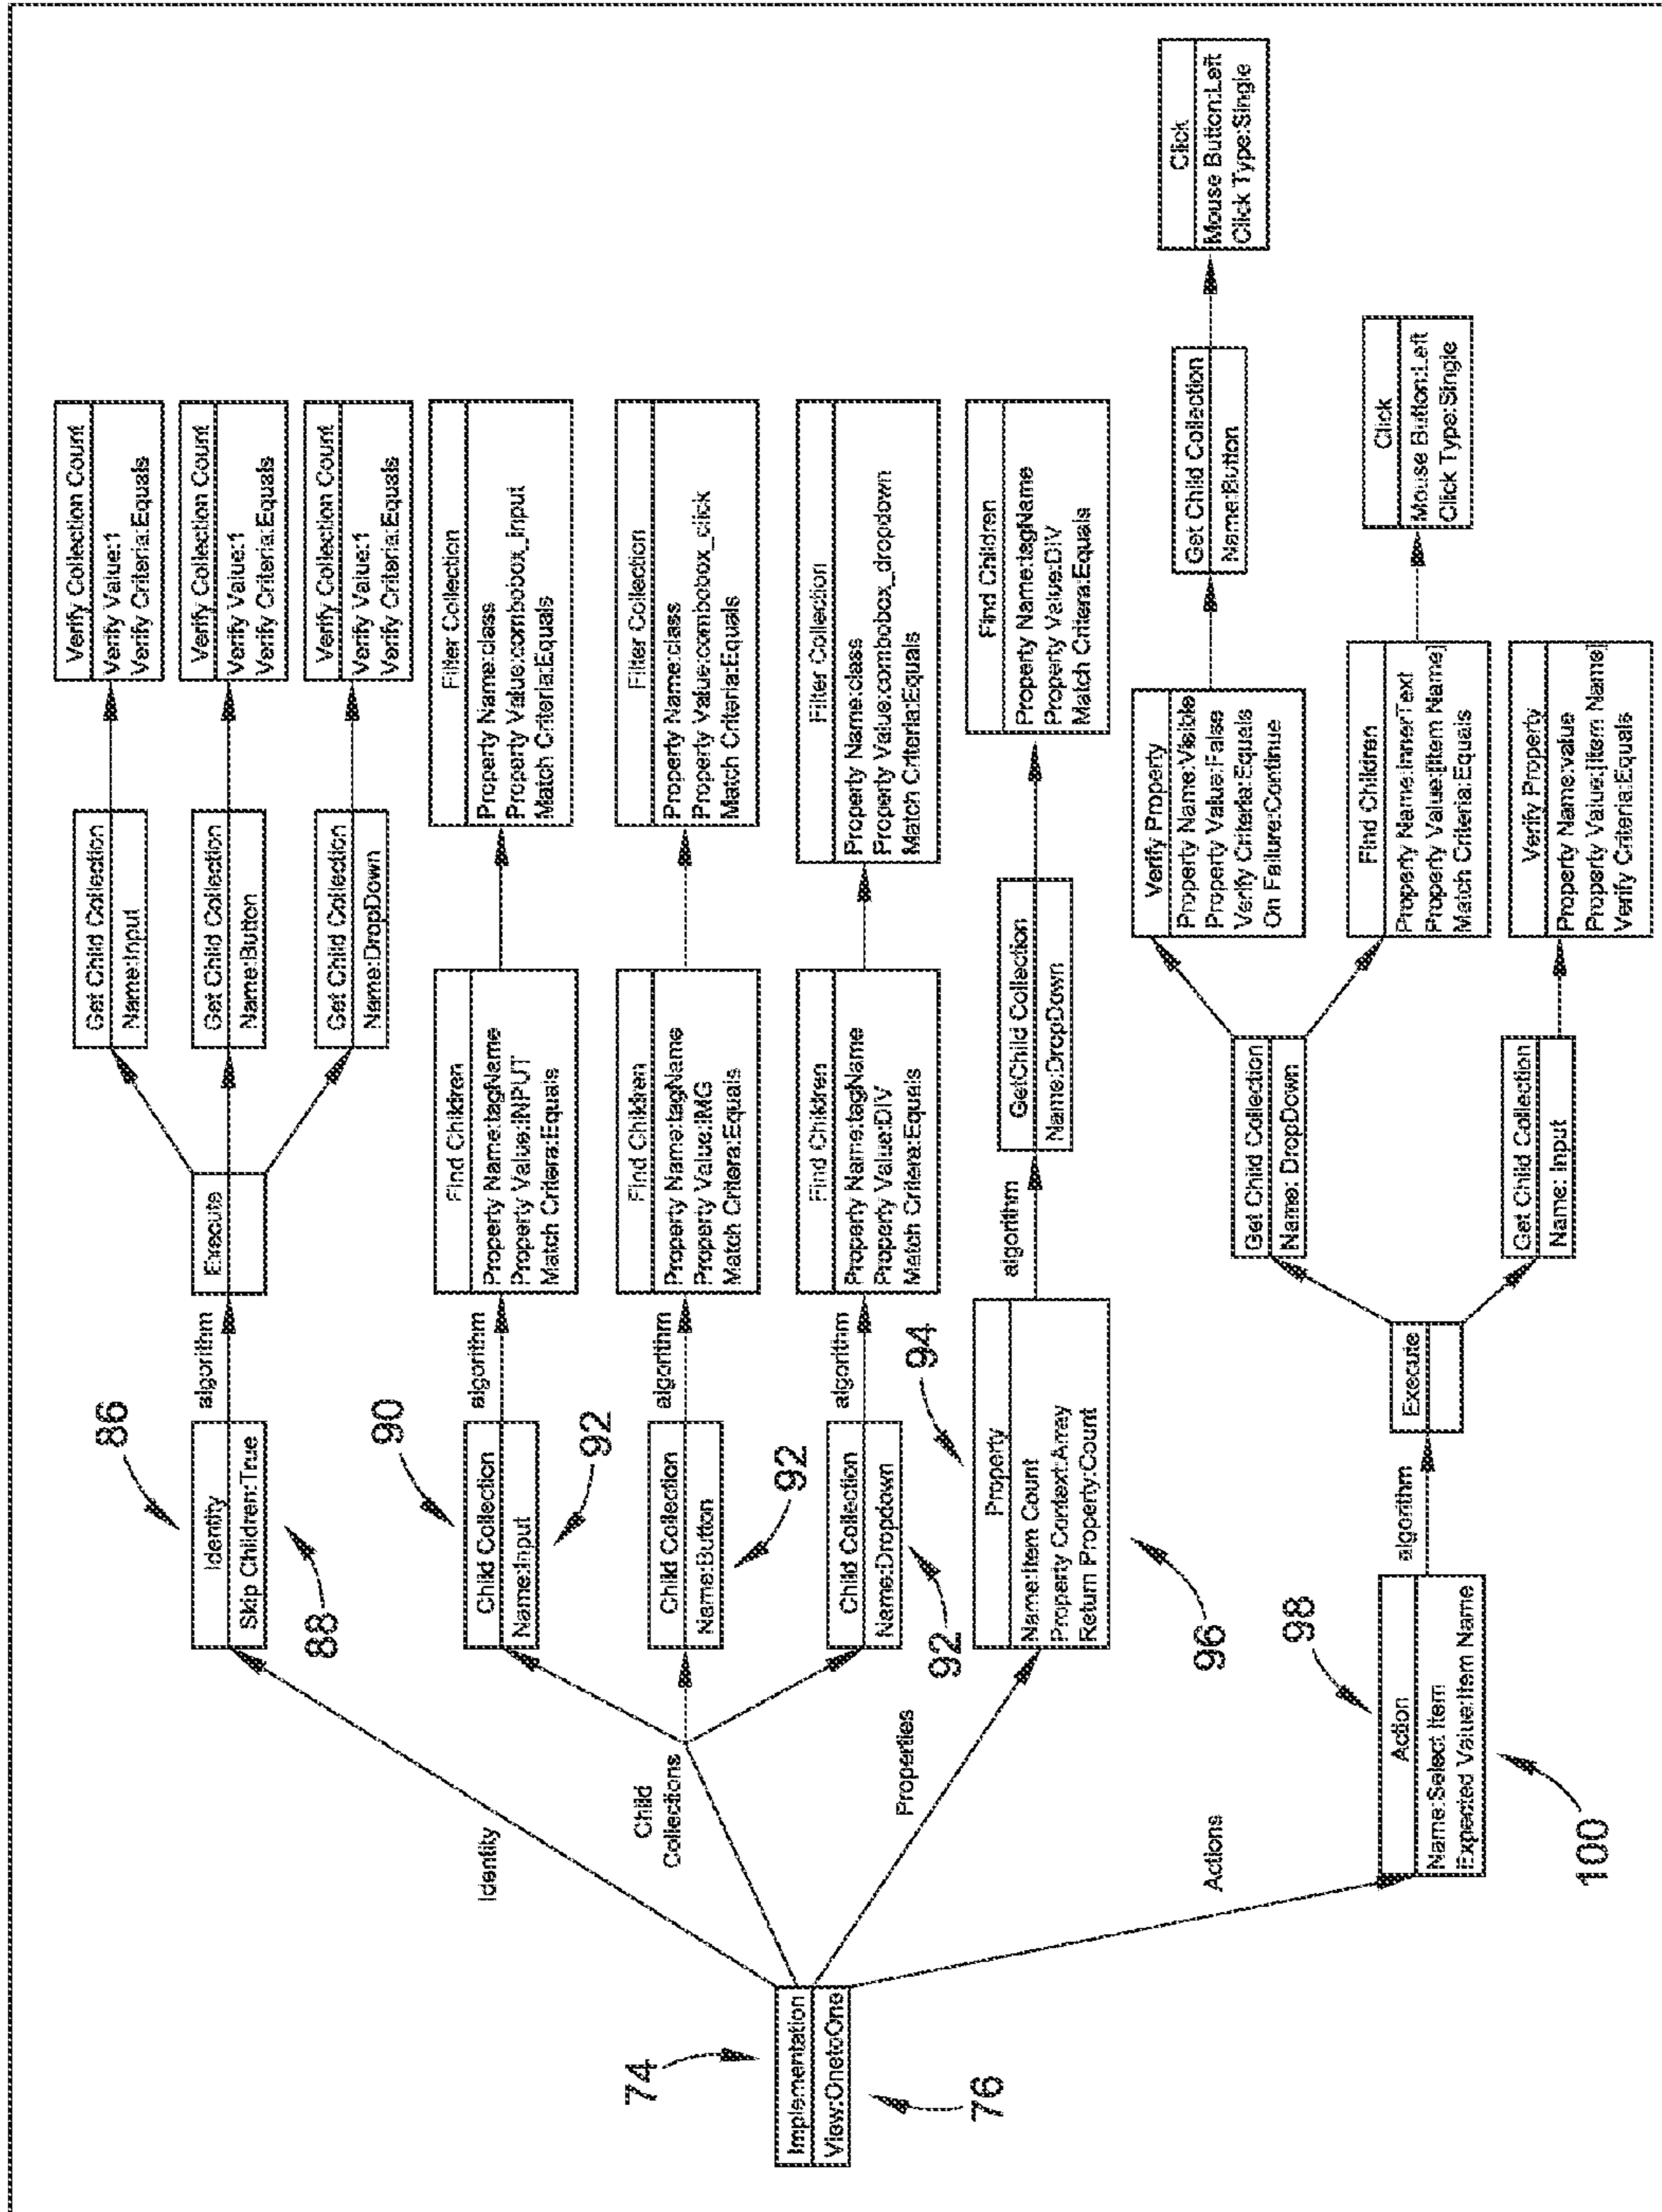 74
Implementation
View:OnetoOne
76
Identity
86
Identity
Skip Children:True
88
algorithm
Execute
Get Child Collection
Name:Input
Verify Collection Count
Verify Value:1
Verify Criteria:Equals
Get Child Collection
Name:Button
Verify Collection Count
Verify Value:1
Verify Criteria:Equals
Get Child Collection
Name:DropDown
Verify Collection Count
Verify Value:1
Verify Criteria:Equals
Child
Collections
90
Child Collection
Name:Input
92
algorithm
Find Children
Property Name:tagName
Property Value:INPUT
Match Critera:Equals
Filter Collection
Property Name:class
Property Value:combobox_input
Match Criteria:Equals
Child Collection
Name:Button
92
algorithm
Find Children
Property Name:tagName
Property Value:IMG
Match Critera:Equals
Filter Collection
Property Name:class
Property Value:combobox_click
Match Criteria:Equals
Child Collection
Name:Dropdown
92
algorithm
Find Children
Property Name:tagName
Property Value:DIV
Match Critera:Equals
Filter Collection
Property Name:class
Property Value:combobox_dropdown
Match Criteria:Equals
Properties
94
Property
Name:Item Count
Property Context:Array
Return Property:Count
96
algorithm
GetChild Collection
Name:DropDown
Find Children
Property Name:tagName
Property Value:DIV
Match Critera:Equals
Actions
98
Action
Name:Select Item
Expected Value:Item Name
100
algorithm
Execute
Get Child Collection
Name: DropDown
Verify Property
Property Name:Visible
Property Value:False
Verify Criteria:Equals
On Failure:Continue
Get Child Collection
Name:Button
Click
Mouse Button:Left
Click Type:Single
Find Children
Property Name:innerText
Property Value:[Item Name]
Match Criteria:Equals
Click
Mouse Button:Left
Click Type:Single
Get Child Collection
Name: Input
Verify Property
Property Name:value
Property Value:[Item Name]
Verify Criteria:Equals